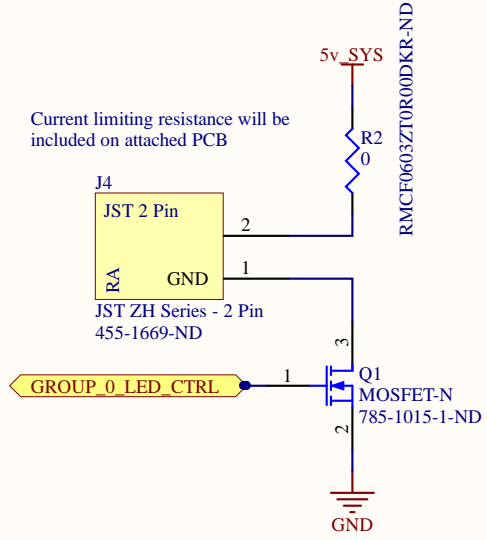 5v_SYS
RMCF0603ZT0R00DKR-ND
Current limiting resistance will be
included on attached PCB
R2
0
J4
JST 2 Pin
2
1
RA
GND
JST ZH Series - 2 Pin
455-1669-ND
3
GROUP_0_LED_CTRL
1
Q1
MOSFET-N
785-1015-1-ND
2
GND